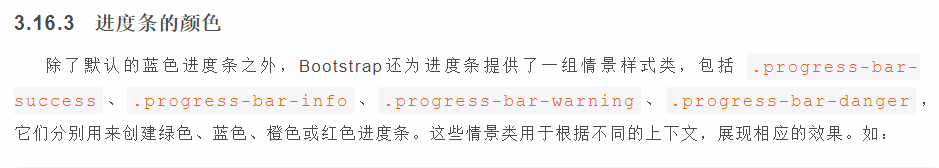 3.16.3 进度条的颜色
除了默认的蓝色进度条之外，Bootstrap还为进度条提供了一组情景样式类，包括 .progress-bar-
success 、 .progress-bar-info 、 .progress-bar-warning 、 .progress-bar-danger ，
它们分别用来创建绿色、蓝色、橙色或红色进度条。这些情景类用于根据不同的上下文，展现相应的效果。如：